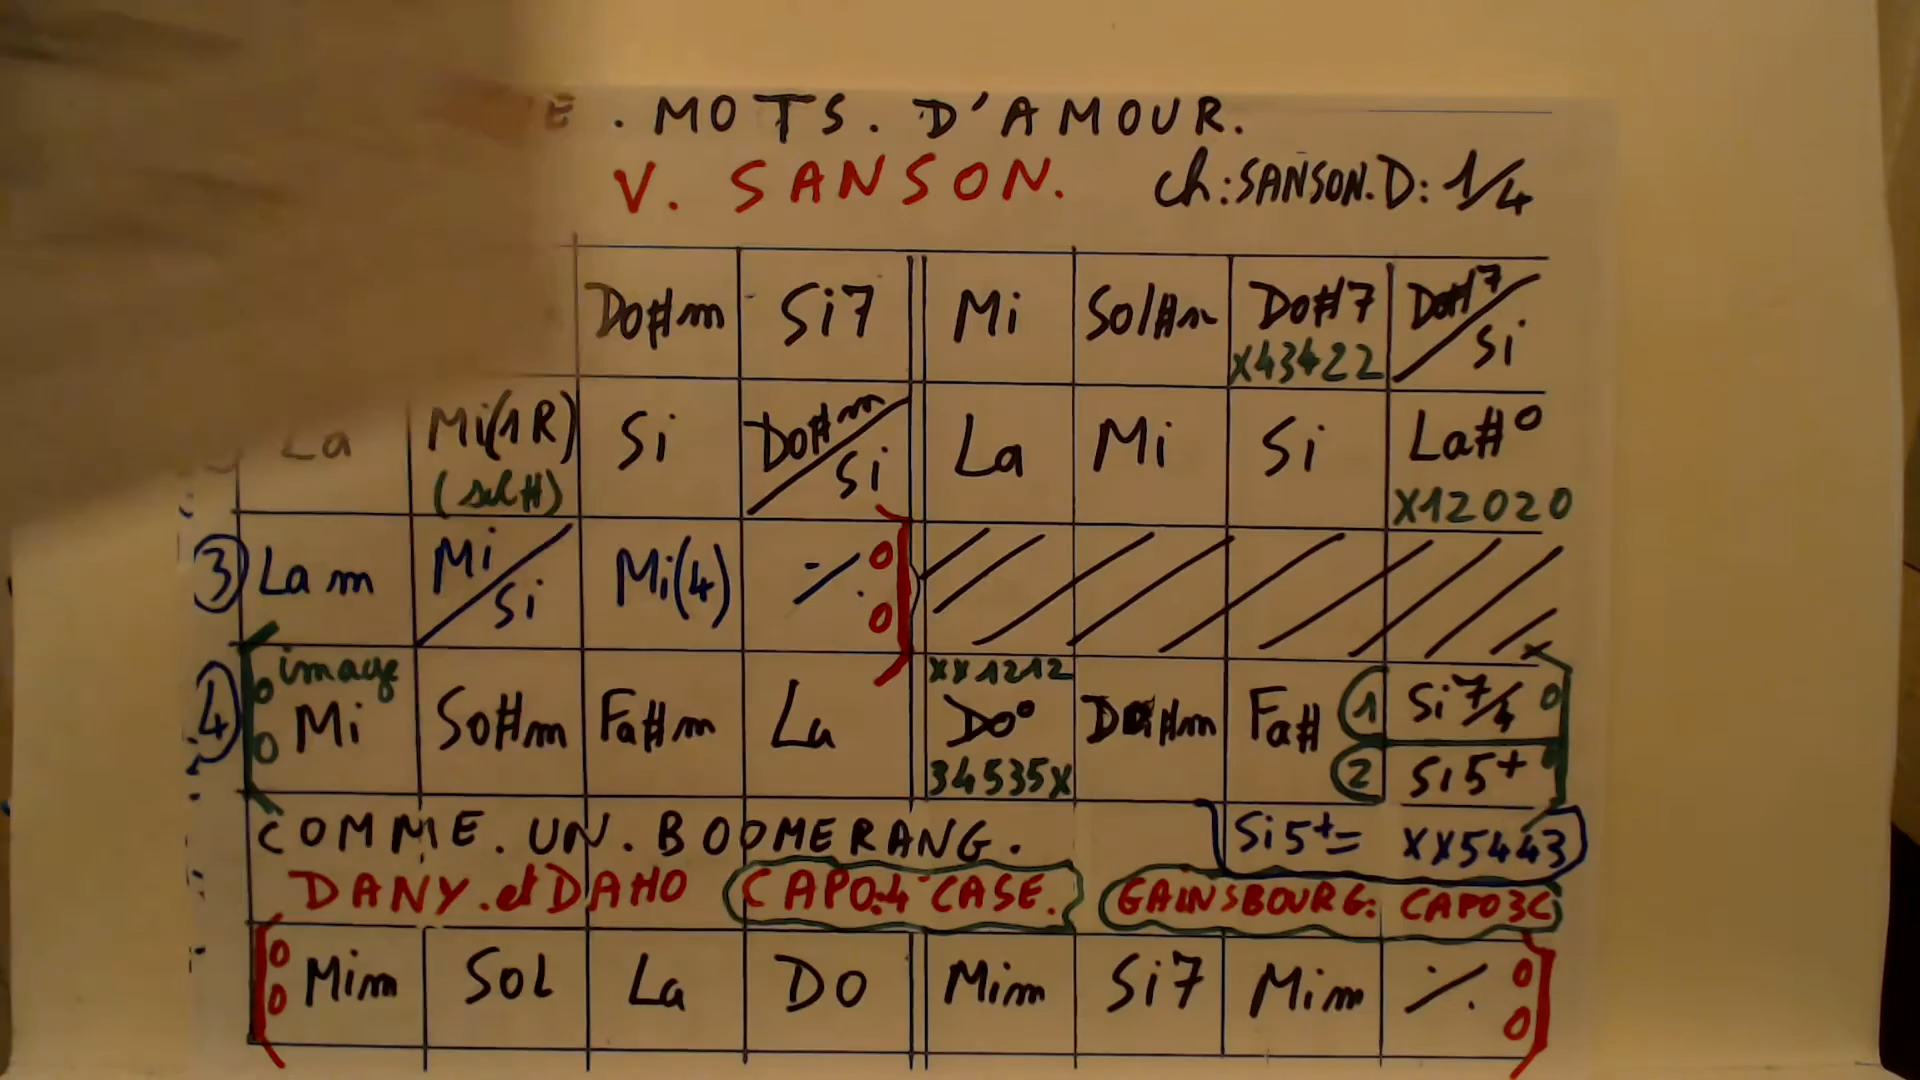 E . MOTS . D'AMOUR.
V. SANSON. ch: SANSON. D: 1/4
Do#m Si7 Mi Sol#m Do#7 Do#7/Si
x43422
La Mi(1R) Si Do#m/Si La Mi Si La#°
(sol#) x12020
③ Lam Mi/Si Mi(4) ٪
image xx1212
④ Mi So#m Fa#m La Do° Do#m Fa# ① Si7/4
34535x ② Si5+
COMME . UN . BOOMERANG . Si5+= xx5443
DANY . et DAHO CAPO:4 CASE. GAINSBOURG: CAPO3C
Mim SOL La DO Mim Si7 Mim ٪